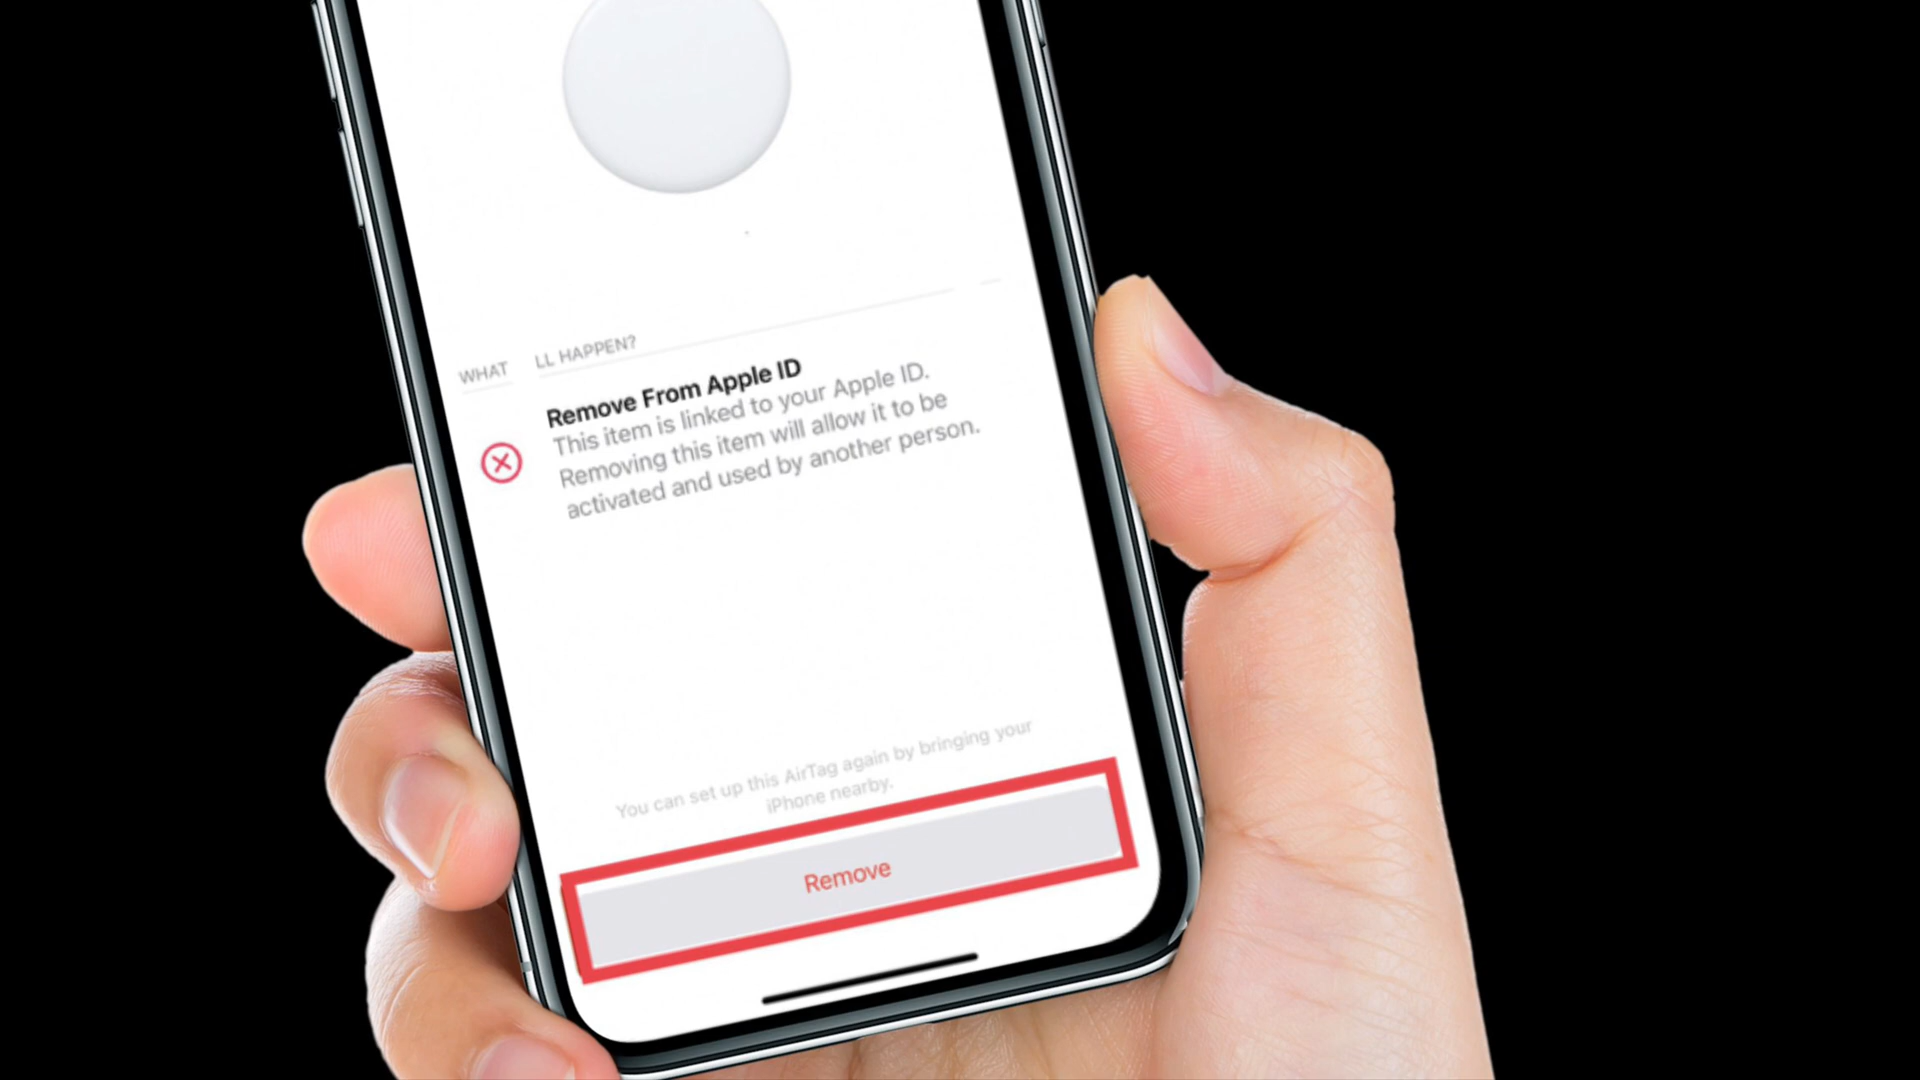 WHAT LL HAPPEN?
Remove From Apple ID
This item is linked to your Apple ID.
Removing this item will allow it to be
activated and used by another person.
You can set up this AirTag again by bringing your
iPhone nearby.
Remove